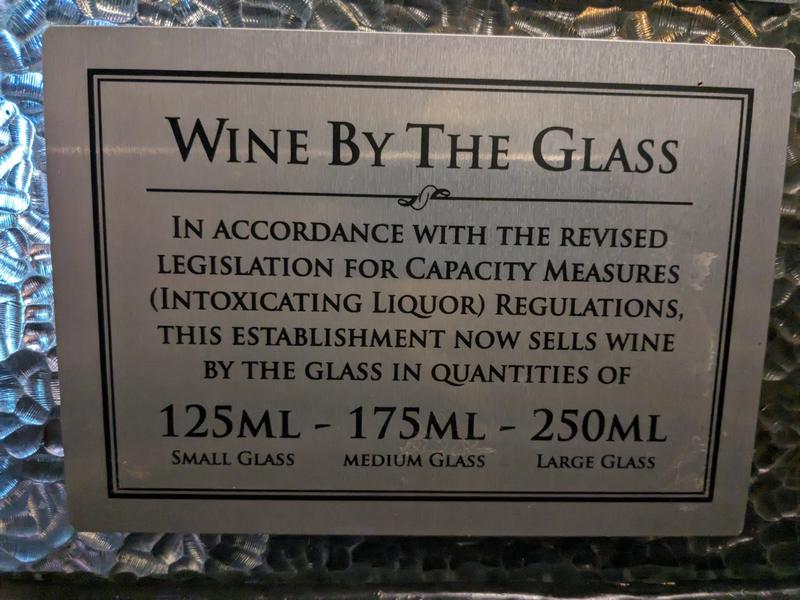 Wine By The Glass
In accordance with the revised
legislation for Capacity Measures
(Intoxicating Liquor) Regulations,
this establishment now sells wine
by the glass in quantities of
125ml - 175ml - 250ml
Small Glass medium Glass Large Glass